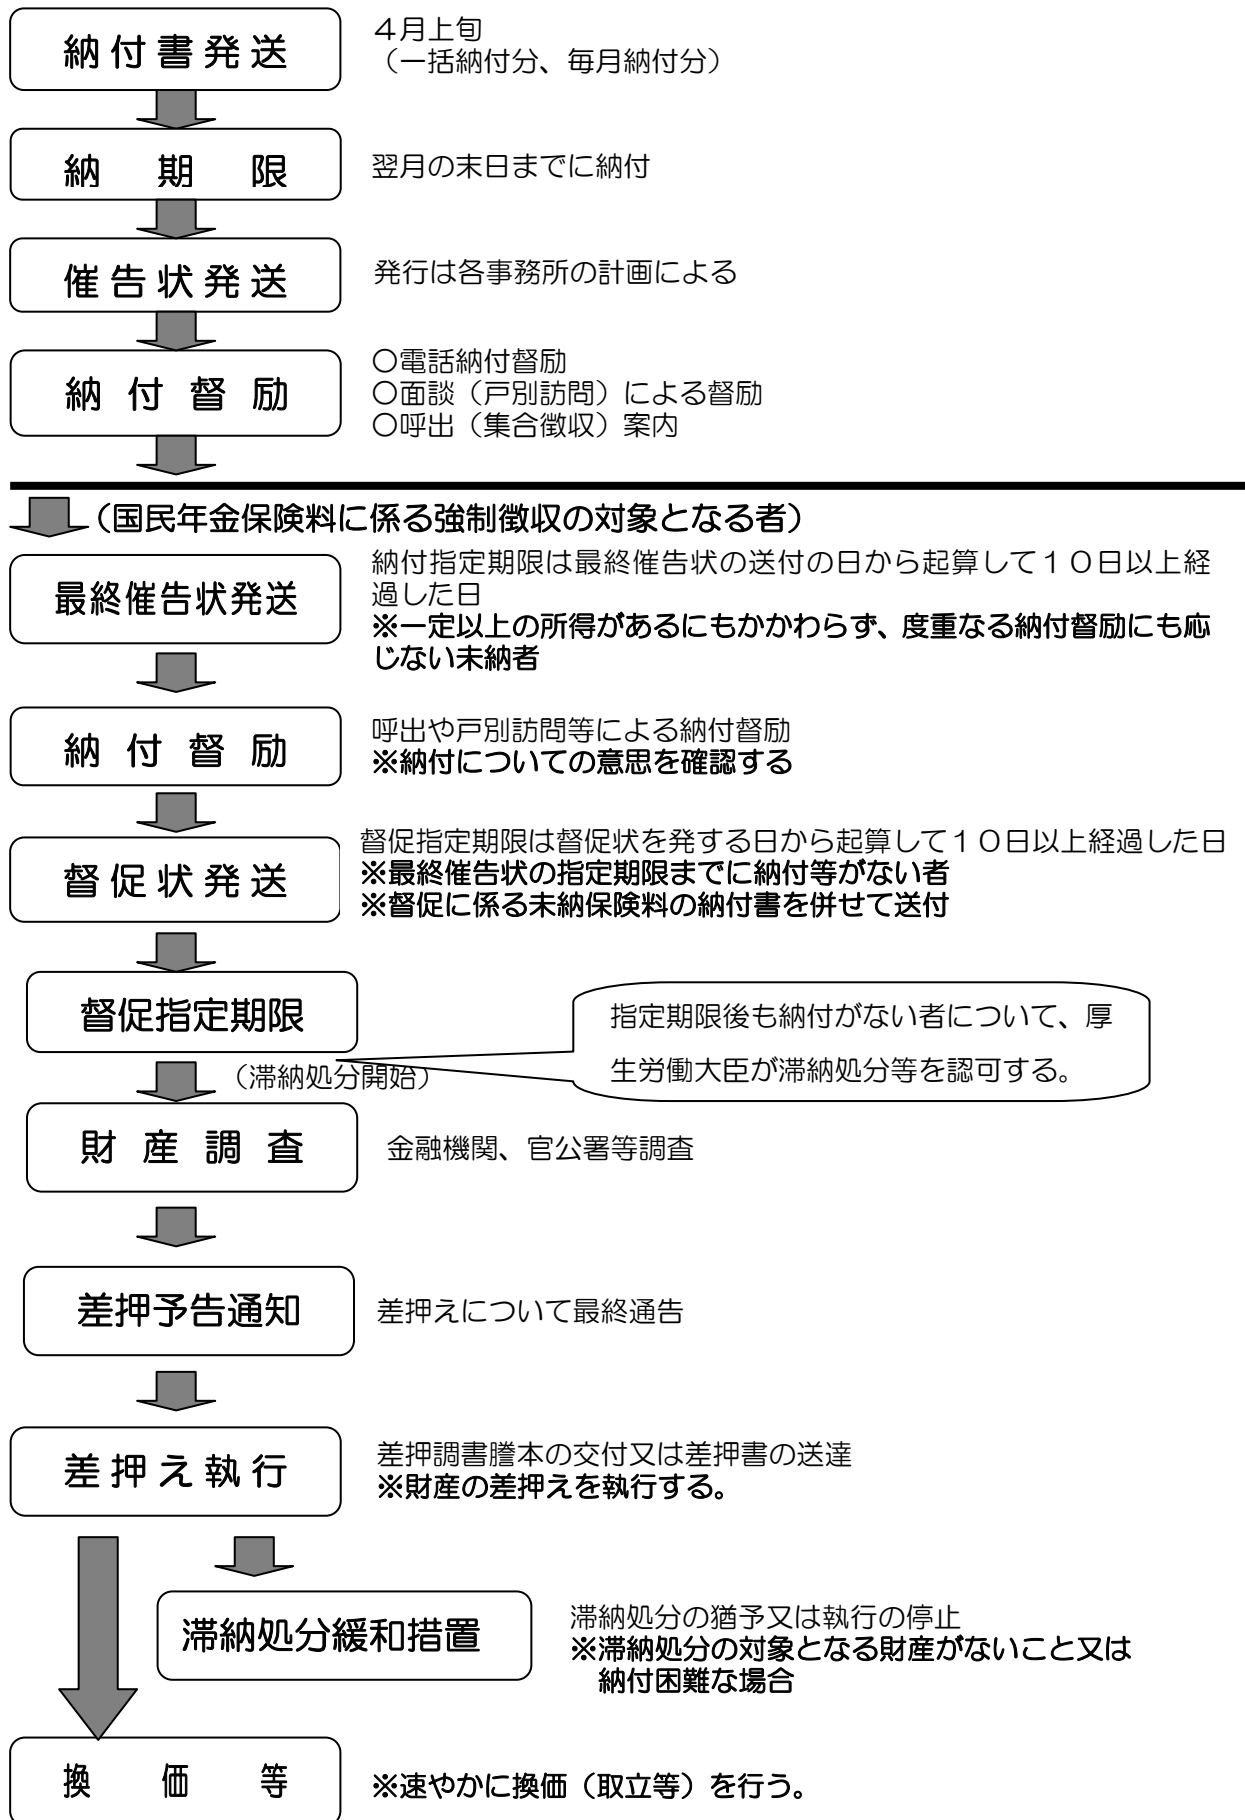 納付書発送
４月上旬
（一括納付分、毎月納付分）
納期限
翌月の末日までに納付
催告状発送
発行は各事務所の計画による
納付督励
○電話納付督励
○面談（戸別訪問）による督励
○呼出（集合徴収）案内
（国民年金保険料に係る強制徴収の対象となる者）
最終催告状発送
納付指定期限は最終催告状の送付の日から起算して１０日以上経
過した日
※一定以上の所得があるにもかかわらず、度重なる納付督励にも応
じない未納者
納付督励
呼出や戸別訪問等による納付督励
※納付についての意思を確認する
督促状発送
督促指定期限は督促状を発する日から起算して１０日以上経過した日
※最終催告状の指定期限までに納付等がない者
※督促に係る未納保険料の納付書を併せて送付
督促指定期限
指定期限後も納付がない者について、厚
生労働大臣が滞納処分等を認可する。
（滞納処分開始）
財産調査
金融機関、官公署等調査
差押予告通知
差押えについて最終通告
差押え執行
差押調書謄本の交付又は差押書の送達
※財産の差押えを執行する。
滞納処分緩和措置
滞納処分の猶予又は執行の停止
※滞納処分の対象となる財産がないこと又は
納付困難な場合
換価等
※速やかに換価（取立等）を行う。